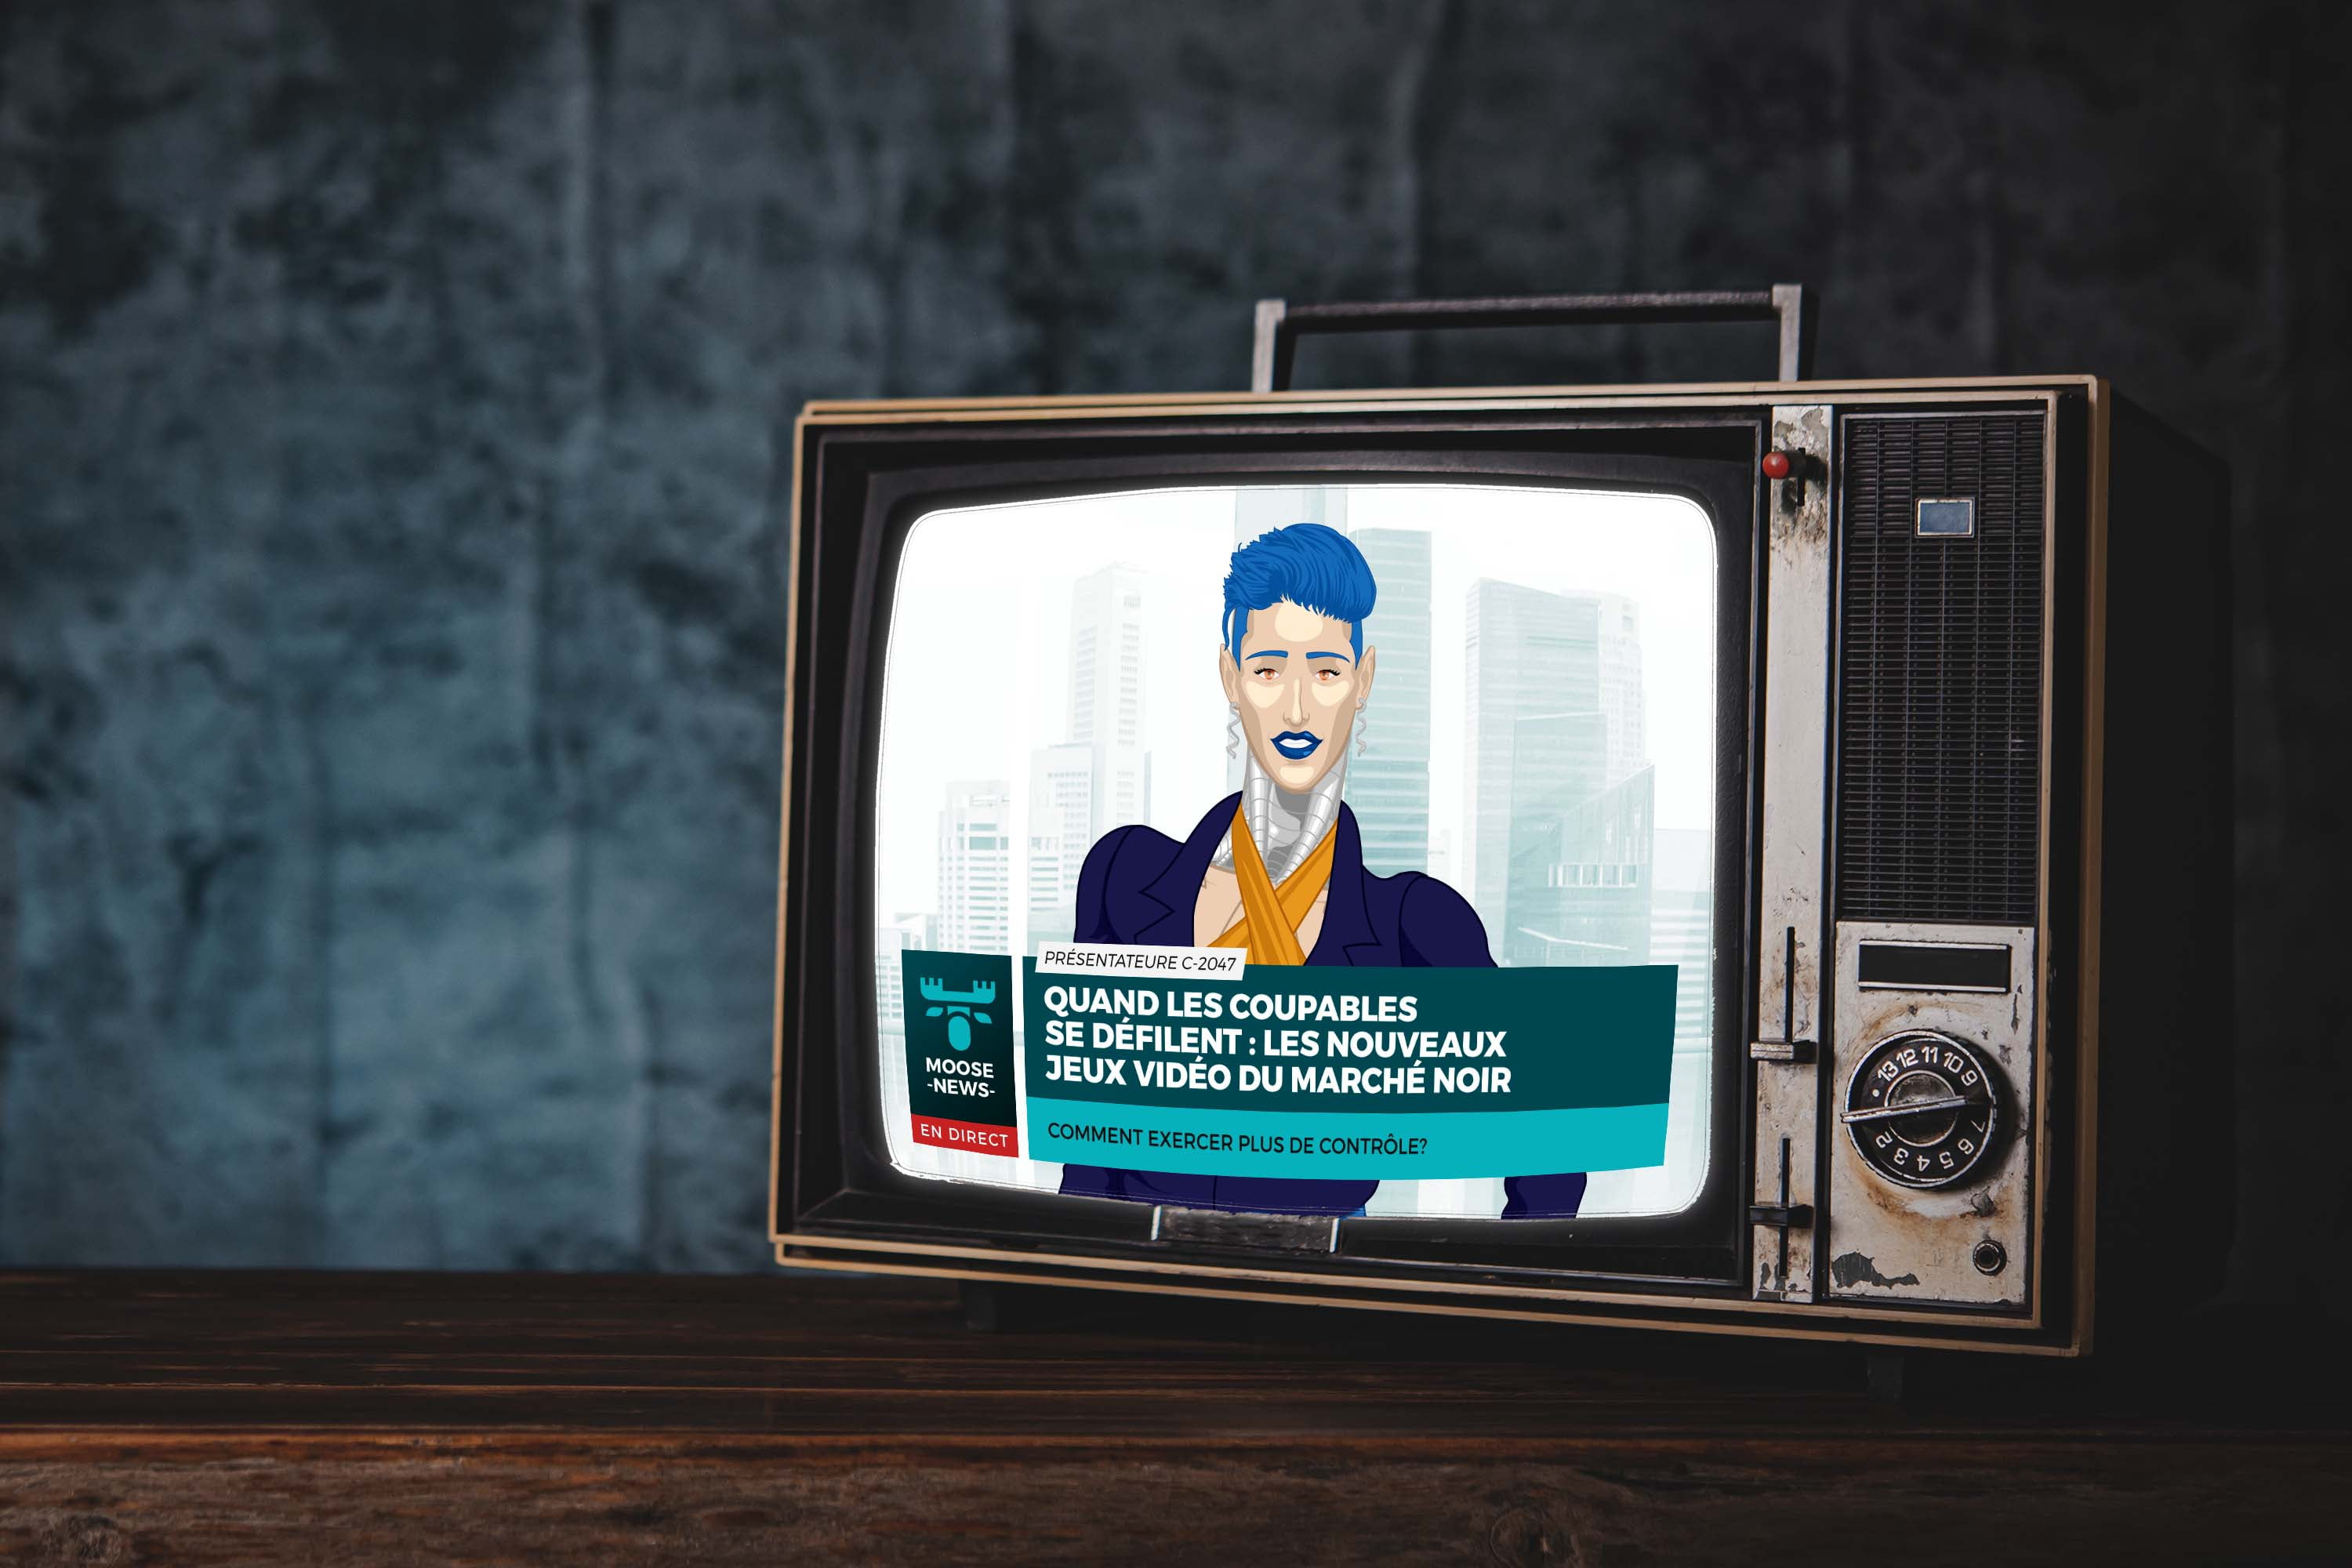 PRÉSENTATEURE C-2047
QUAND LES COUPABLES
SE DÉFILENT : LES NOUVEAUX
JEUX VIDÉO DU MARCHÉ NOIR
COMMENT EXERCER PLUS DE CONTRÔLE?
MOOSE
-NEWS-
EN DIRECT
13 12 11 10 9
7 6 5 4 3 2